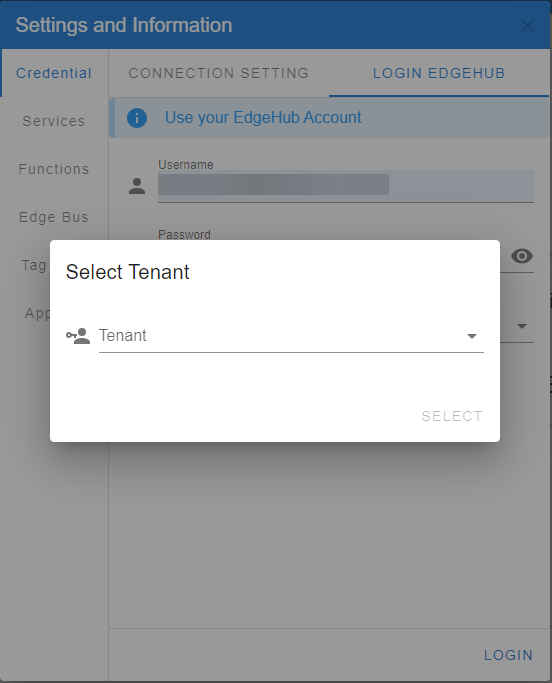 Settings and Information
Credential
CONNECTION SETTING
LOGIN EDGEHUB
Services
Use your EdgeHub Account
Functions
Username
Edge Bus
Password
Tag
App
Select Tenant
Tenant
SELECT
LOGIN